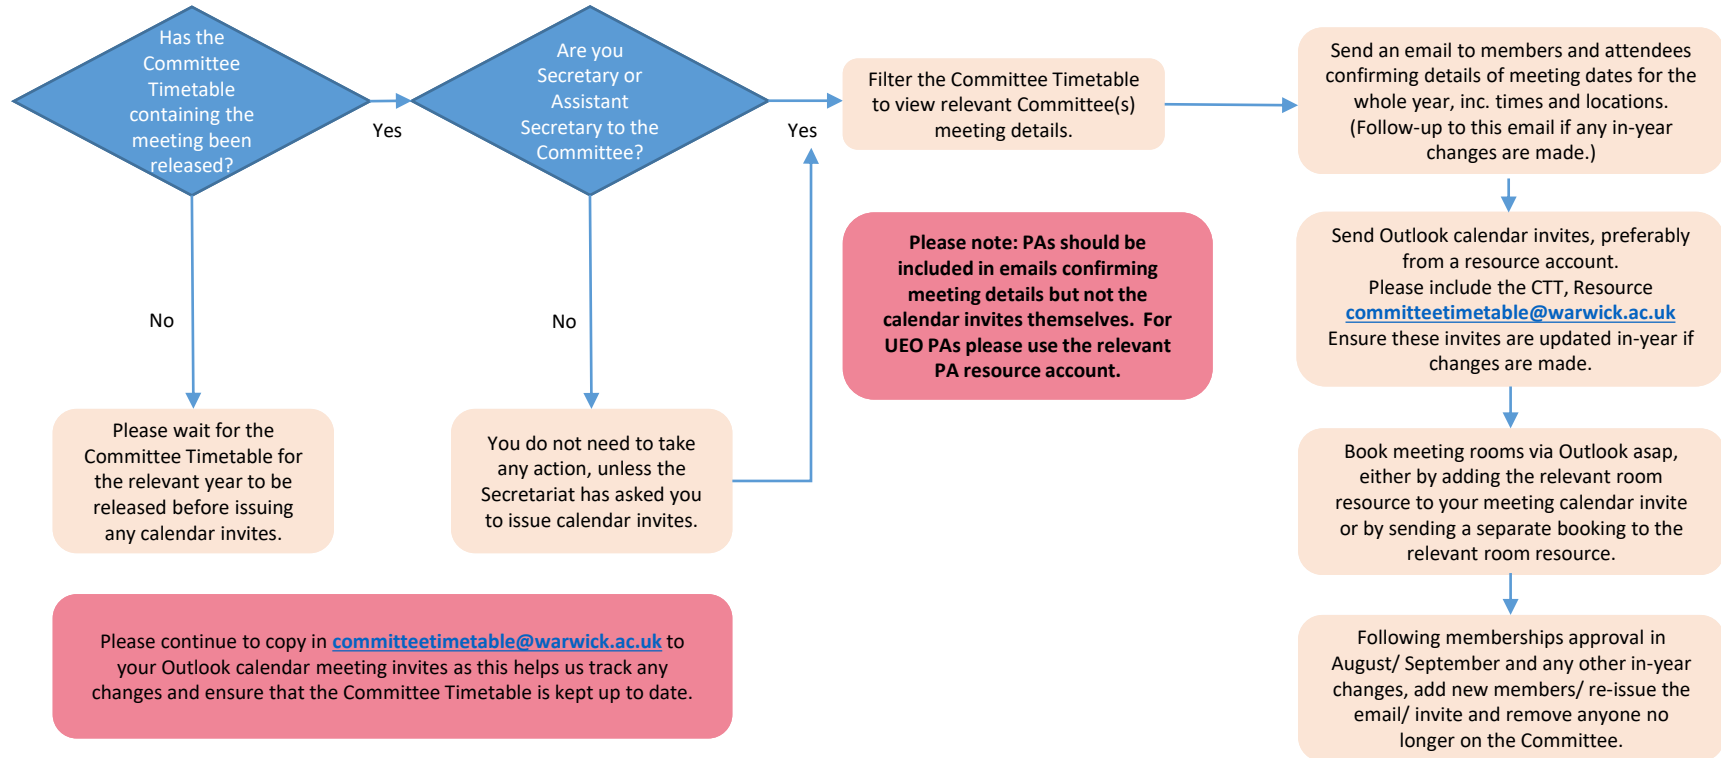 Has the
Committee
Timetable
containing the
meeting been
released?
Yes
No
Please wait for the
Committee Timetable for
the relevant year to be
released before issuing
any calendar invites.
Are you
Secretary or
Assistant
Secretary to the
Committee?
Yes
No
You do not need to take
any action, unless the
Secretariat has asked you
to issue calendar invites.
Filter the Committee Timetable
to view relevant Committee(s)
meeting details.
Please note: PAs should be
included in emails confirming
meeting details but not the
calendar invites themselves. For
UEO PAs please use the relevant
PA resource account.
Send an email to members and attendees
confirming details of meeting dates for the
whole year, inc. times and locations.
(Follow-up to this email if any in-year
changes are made.)
Send Outlook calendar invites, preferably
from a resource account.
Please include the CTT, Resource
committeetimetable@warwick.ac.uk
Ensure these invites are updated in-year if
changes are made.
Book meeting rooms via Outlook asap,
either by adding the relevant room
resource to your meeting calendar invite
or by sending a separate booking to the
relevant room resource.
Following memberships approval in
August/ September and any other in-year
changes, add new members/ re-issue the
email/ invite and remove anyone no
longer on the Committee.
Please continue to copy in committeetimetable@warwick.ac.uk to
your Outlook calendar meeting invites as this helps us track any
changes and ensure that the Committee Timetable is kept up to date.